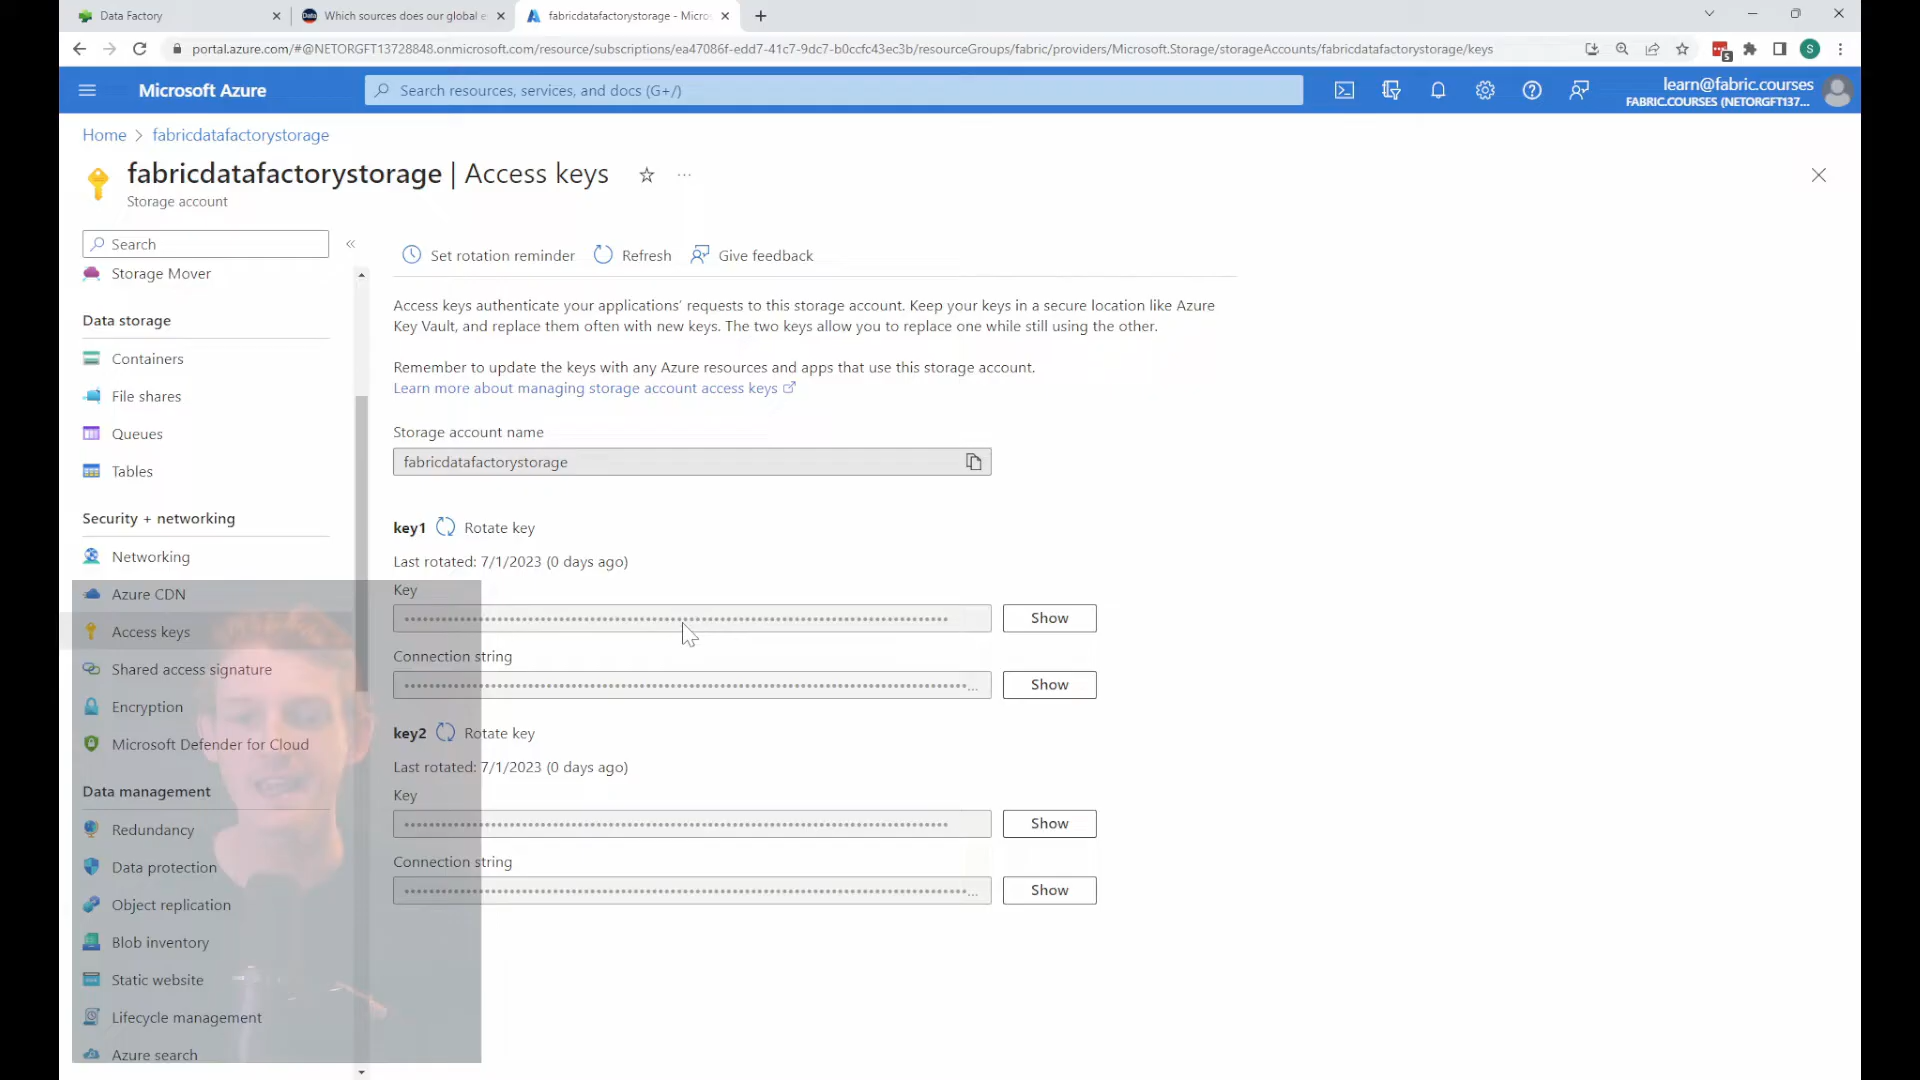 Data Factory
Which sources does our global e
fabricdatafactorystorage - Micro
portal.azure.com/#@NETORGFT13728848.onmicrosoft.com/resource/subscriptions/ea47086f-edd7-41c7-9dc7-b0ccfc43ec3b/resourceGroups/fabric/providers/Microsoft.Storage/storageAccounts/fabricdatafactorystorage/keys
S
S
Microsoft Azure
Search resources, services, and docs (G+/)
learn@fabric.courses
FABRIC.COURSES (NETORGFT137...
Home > fabricdatafactorystorage
fabricdatafactorystorage | Access keys
Storage account
Search
Storage Mover
Data storage
Containers
File shares
Queues
Tables
Security + networking
Networking
Azure CDN
Access keys
Shared access signature
Encryption
Microsoft Defender for Cloud
Data management
Redundancy
Data protection
Object replication
Blob inventory
Static website
Lifecycle management
Azure search
Set rotation reminder
Refresh
Give feedback
Access keys authenticate your applications' requests to this storage account. Keep your keys in a secure location like Azure
Key Vault, and replace them often with new keys. The two keys allow you to replace one while still using the other.
Remember to update the keys with any Azure resources and apps that use this storage account.
Learn more about managing storage account access keys
Storage account name
fabricdatafactorystorage
key1 Rotate key
Last rotated: 7/1/2023 (0 days ago)
Key
Show
Connection string
Show
key2 Rotate key
Last rotated: 7/1/2023 (0 days ago)
Key
Show
Connection string
Show